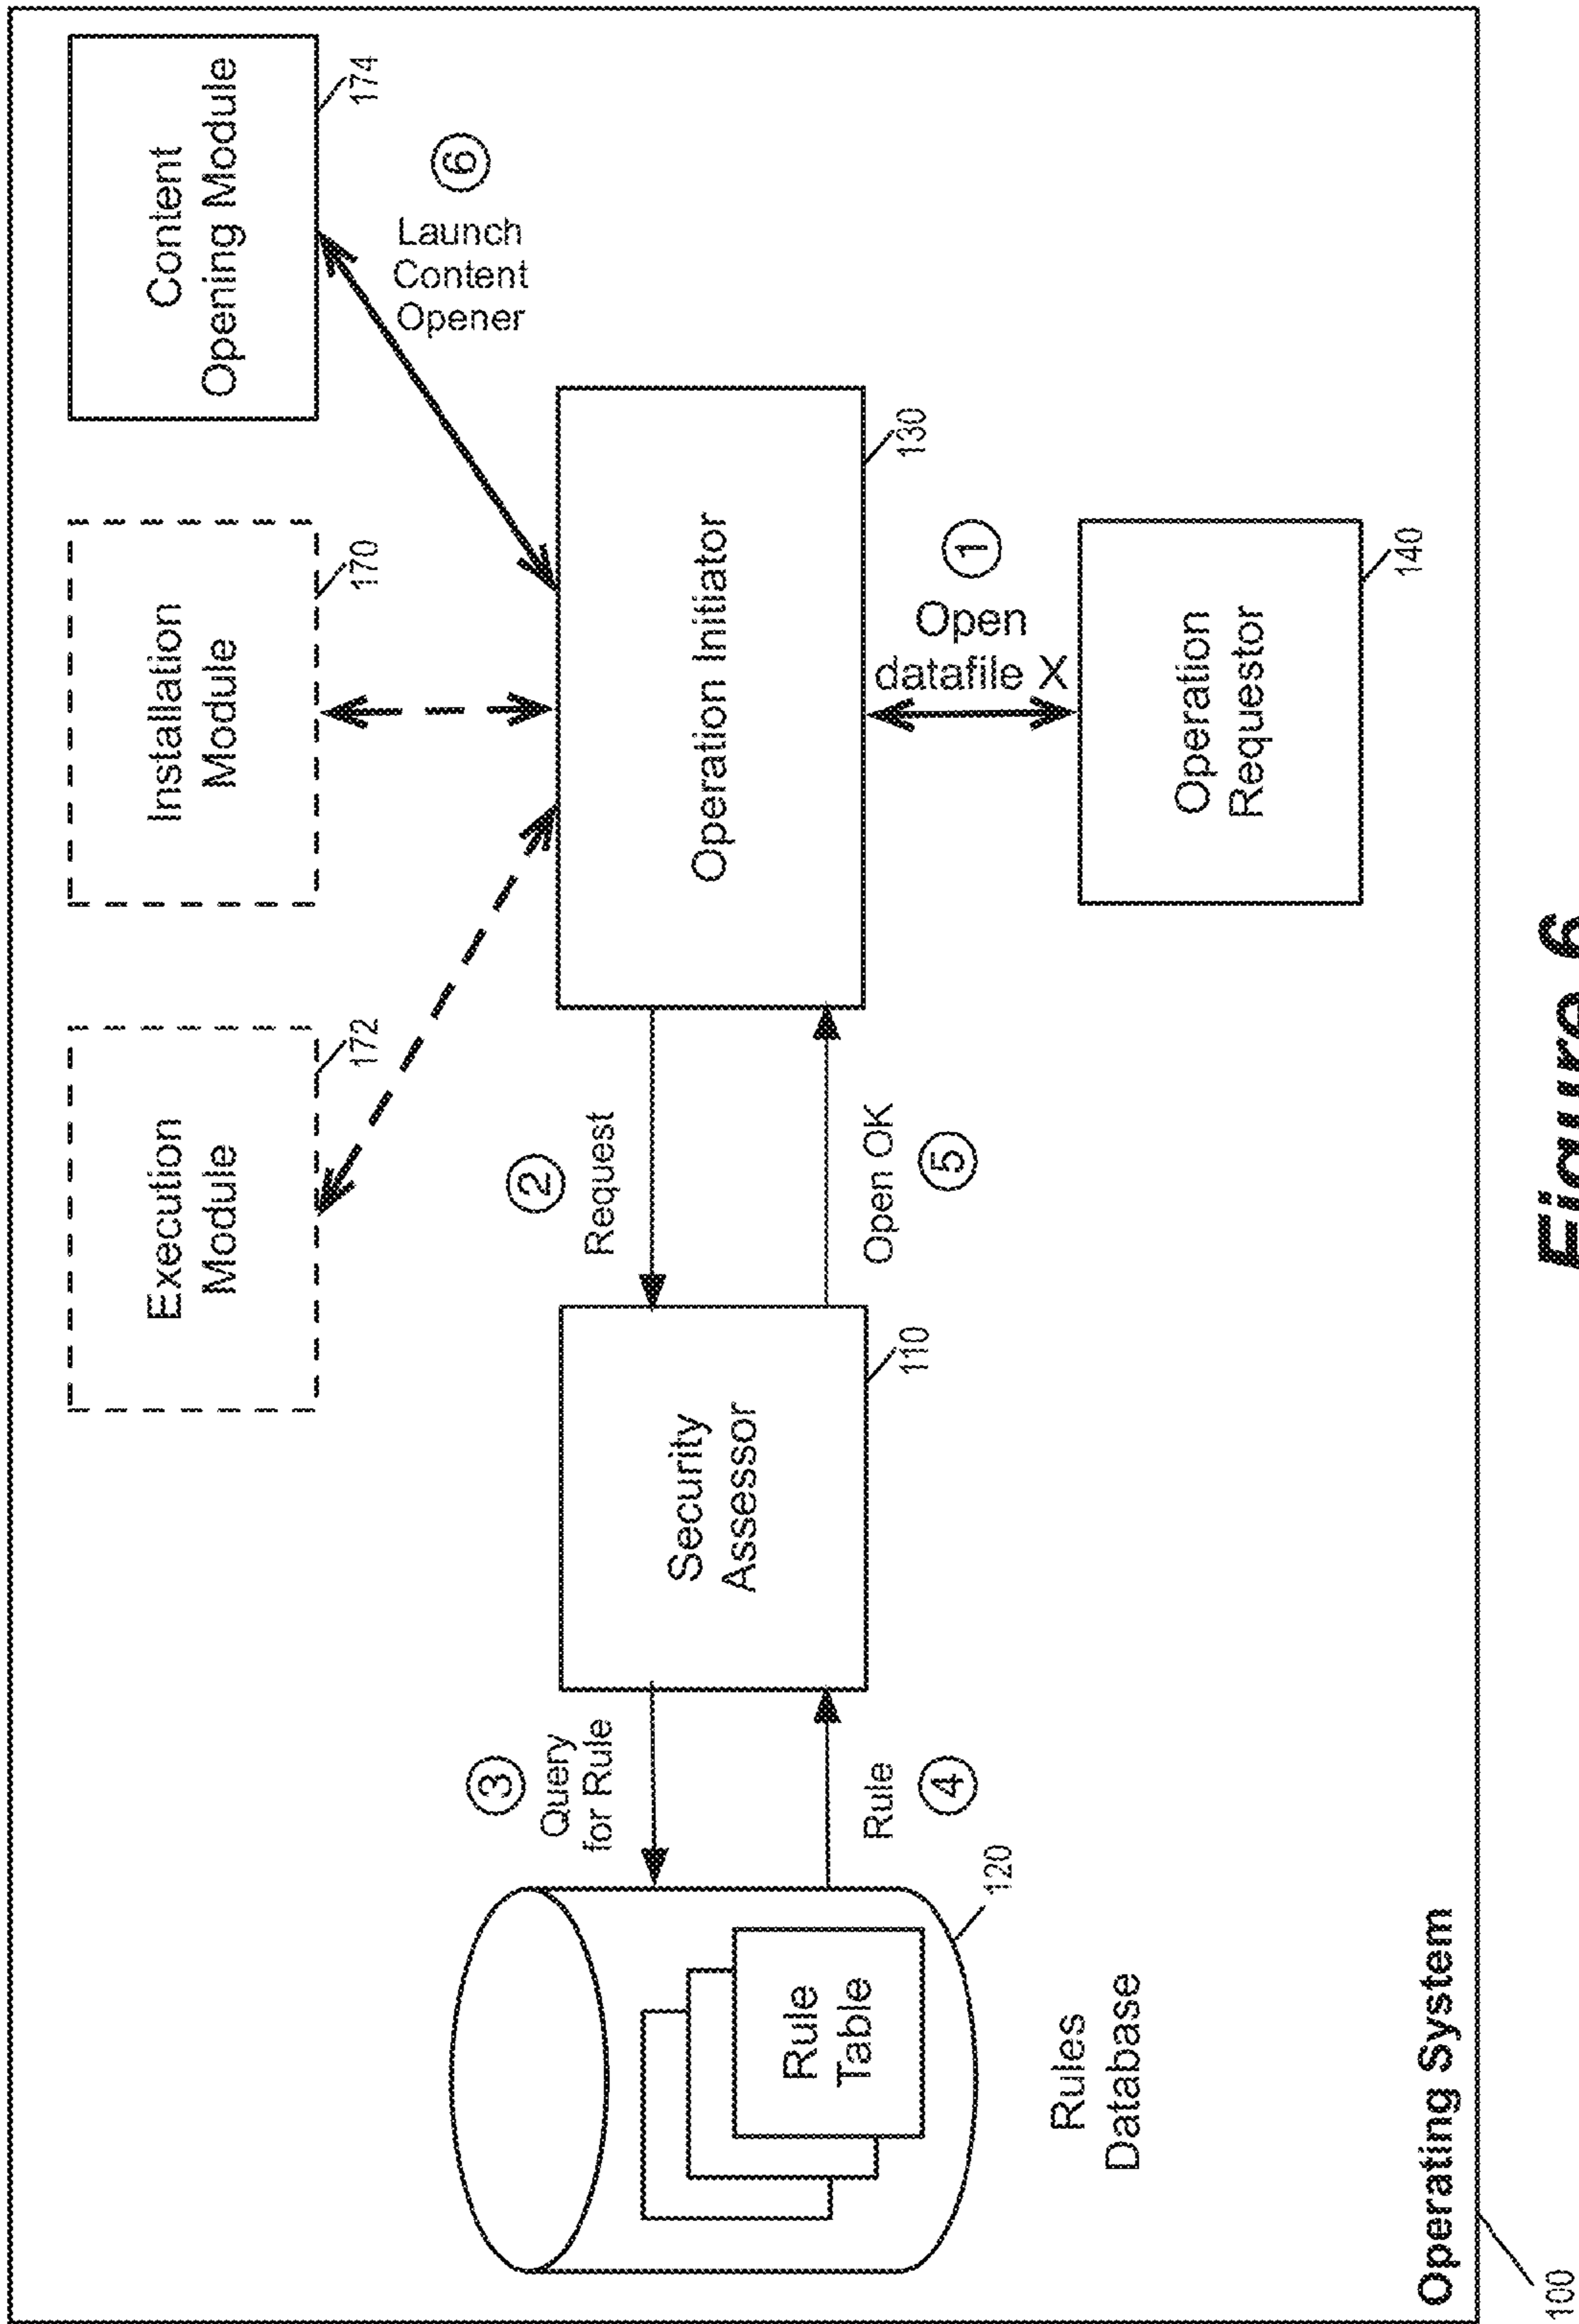 Execution
Module
172
Installation
Module
170
Content
Opening Module
174
6
Launch
Content
Opener
3
Query
for Rule
2
Request
Rule
Table
Security
Assessor
Operation Initiator
Rule
4
120
110
Open OK
5
130
Open
datafile X
1
Rules
Database
Operation
Requestor
140
Operating System
100
Figure 6